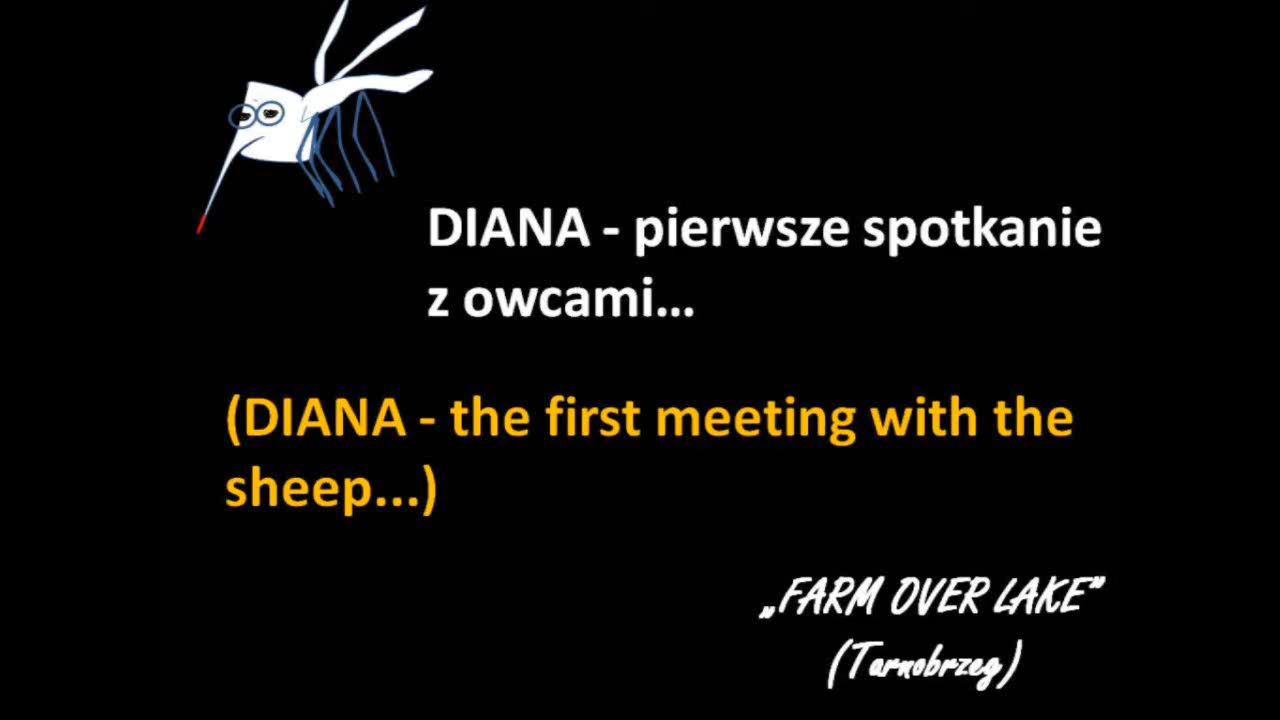 DIANA - pierwsze spotkanie
z owcami...
(DIANA - the first meeting with the
sheep...)
„FARM OVER LAKE”
(Tarnobrzeg)